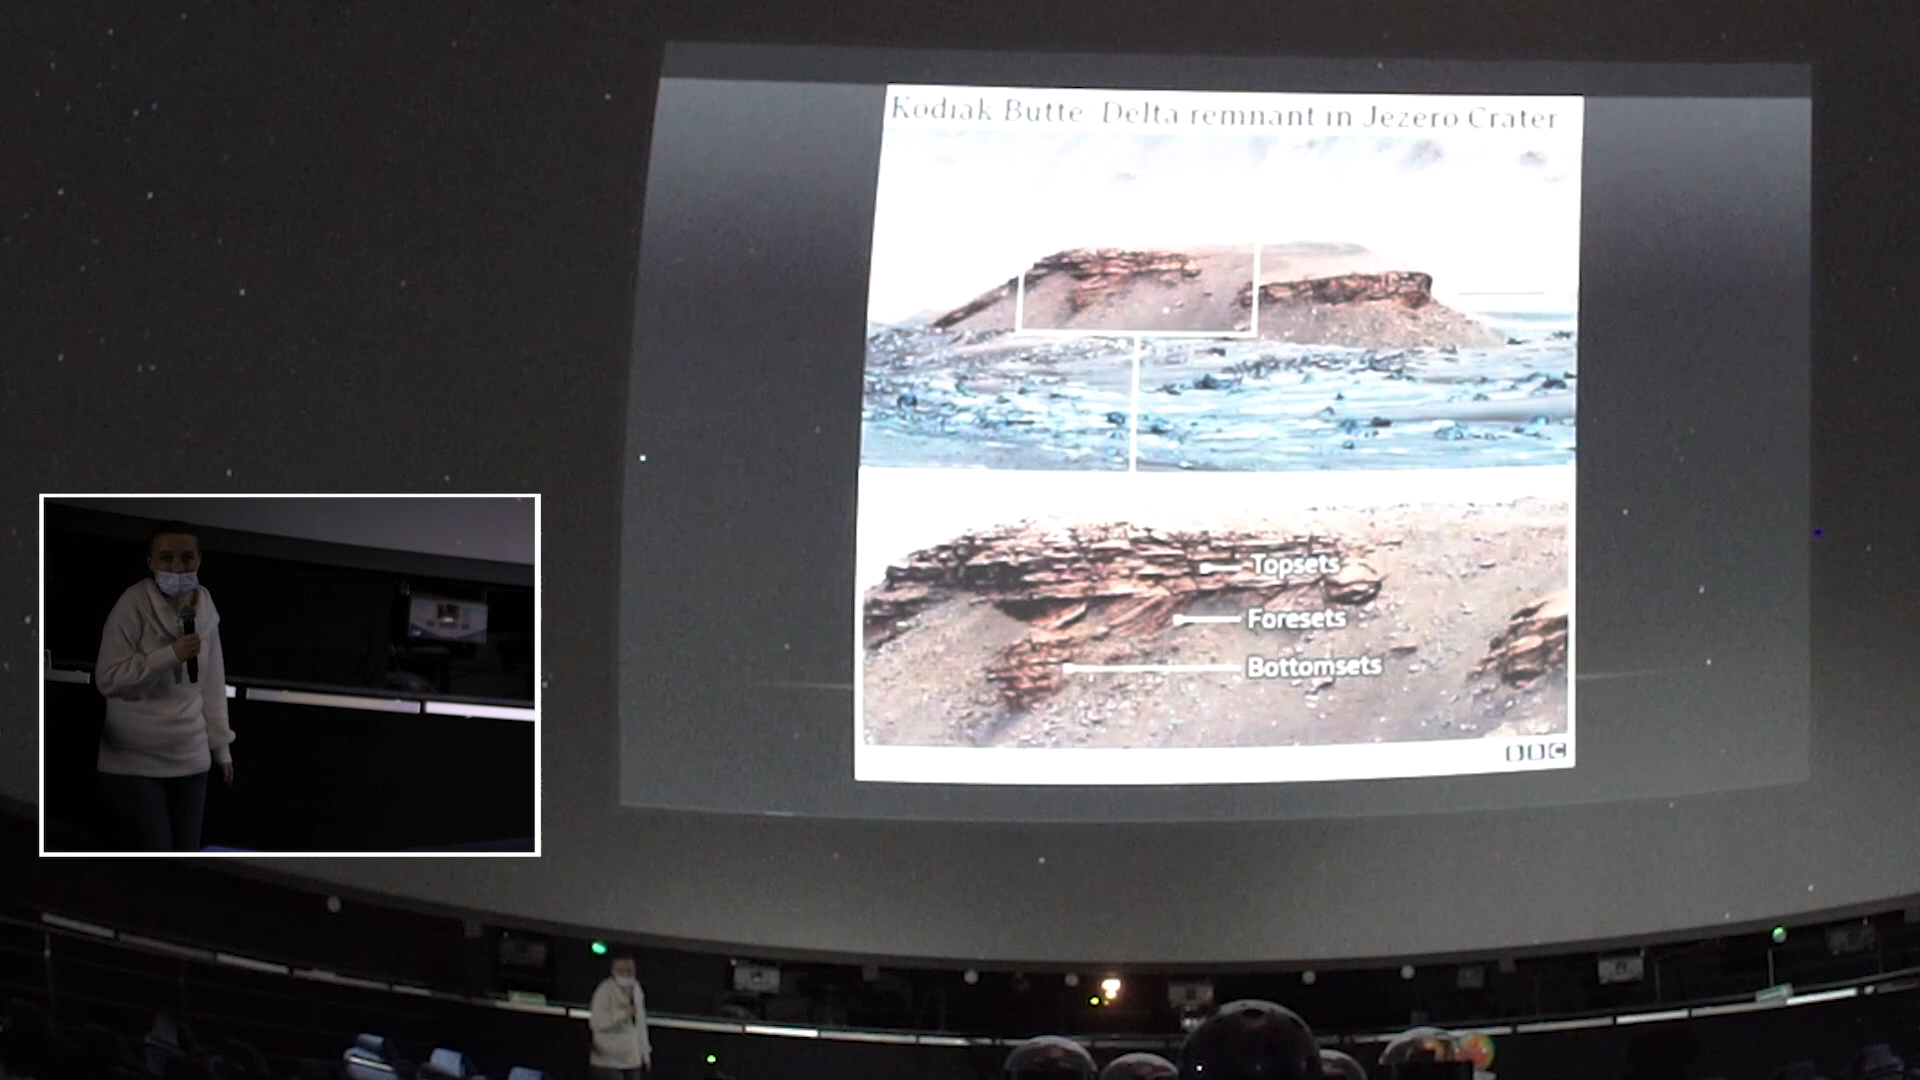 Kodiak Butte: Delta remnant in Jezero Crater
Topsets
Foresets
Bottomsets
BBC